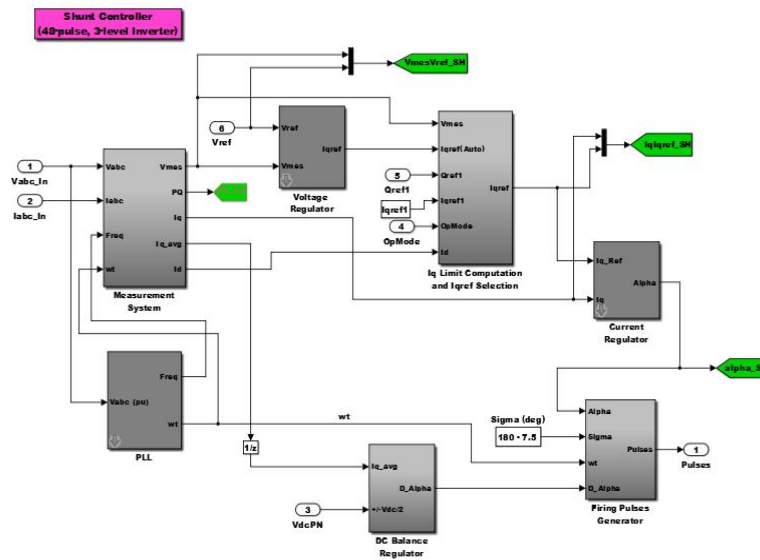 Shunt Controller
(48-pulse, 3-level Inverter)
VmesVref_SH
6
Vref
Vref
Iqref
Vmes
Voltage
Regulator
Vmes
Iqref(Auto)
Qref1
Iqref1
OpMode
Id
Iqref
Iq Limit Computation
and Iqref Selection
5
Qref1
Iqref1
4
OpMode
IqIqref_SH
1
Vabc_In
2
Iabc_In
Vabc
Iabc
Freq
wt
Vmes
PQ
Iq
Iq_avg
Id
Measurement
System
Iq_Ref
Iq
Alpha
Current
Regulator
Vabc (pu)
Freq
wt
PLL
wt
1/z
Iq_avg
+/-Vdc/2
D_Alpha
DC Balance
Regulator
3
VdcPN
Sigma (deg)
180 - 7.5
Alpha
Sigma
wt
D_Alpha
Pulses
Firing Pulses
Generator
1
Pulses